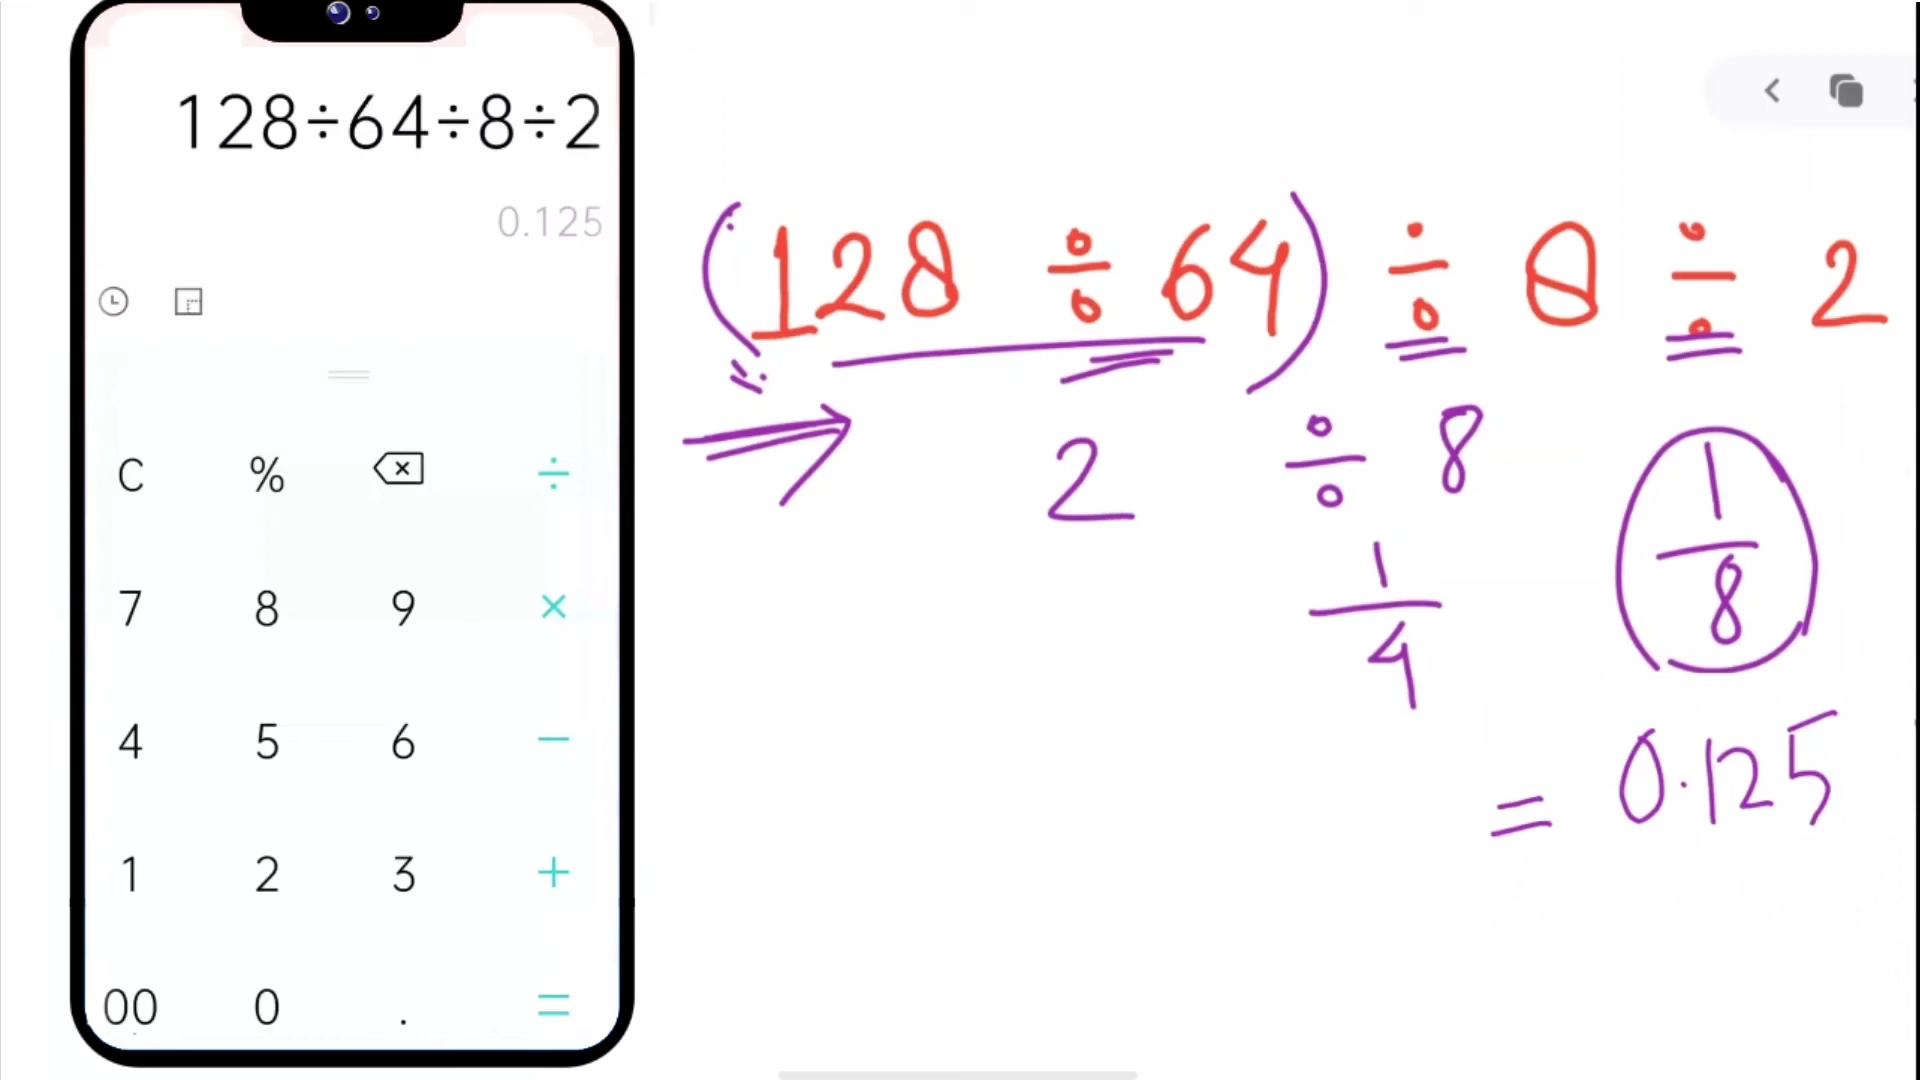 128÷64÷8÷2
0.125
C % ÷
7 8 9 ×
4 5 6 −
1 2 3 +
00 0 . =
(128 ÷ 64) ÷ 8 ÷ 2
2 ÷ 8
1/4
1/8
= 0.125